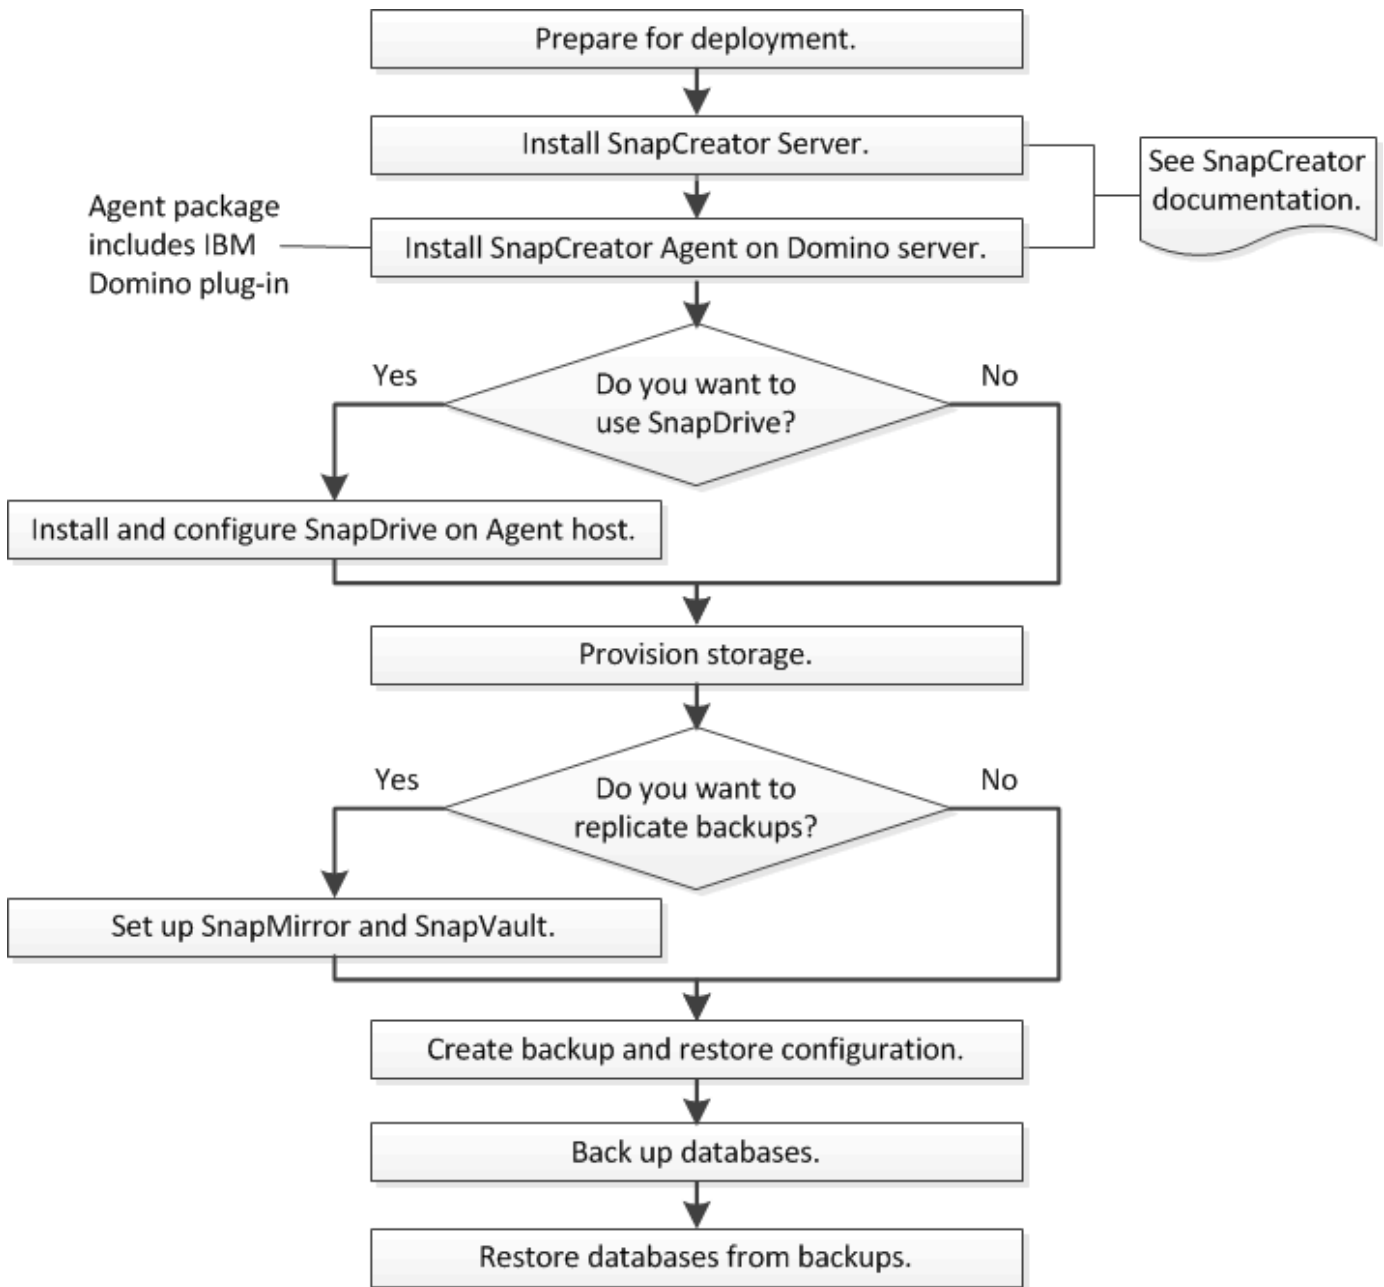 Prepare for deployment.
Install SnapCreator Server.
See SnapCreator
documentation.
Agent package
includes IBM
Domino plug-in
Install SnapCreator Agent on Domino server.
Yes
Do you want to
use SnapDrive?
No
Install and configure SnapDrive on Agent host.
Provision storage.
Yes
Do you want to
replicate backups?
No
Set up SnapMirror and SnapVault.
Create backup and restore configuration.
Back up databases.
Restore databases from backups.